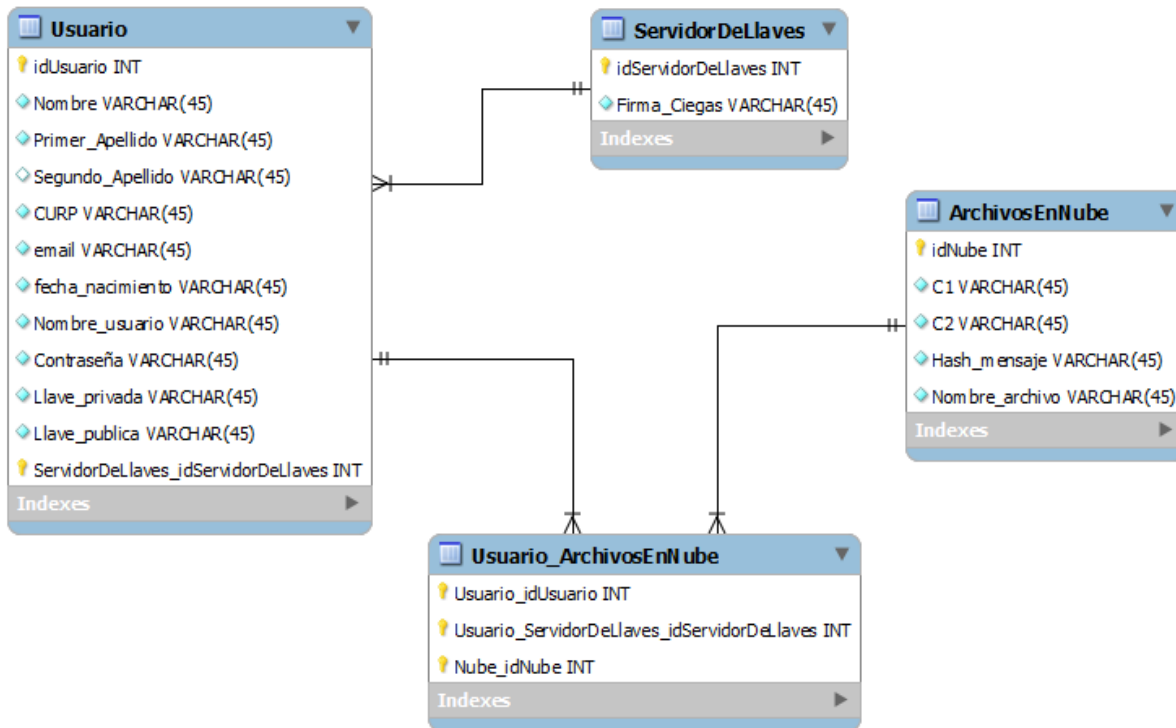 Usuario
idUsuario INT
Nombre VARCHAR(45)
Primer_Apellido VARCHAR(45)
Segundo_Apellido VARCHAR(45)
CURP VARCHAR(45)
email VARCHAR(45)
fecha_nacimiento VARCHAR(45)
Nombre_usuario VARCHAR(45)
Contraseña VARCHAR(45)
Llave_privada VARCHAR(45)
Llave_publica VARCHAR(45)
ServidorDeLlaves_idServidorDeLlaves INT
Indexes
ServidorDeLlaves
idServidorDeLlaves INT
Firma_Ciegas VARCHAR(45)
Indexes
ArchivosEnNube
idNube INT
C1 VARCHAR(45)
C2 VARCHAR(45)
Hash_mensaje VARCHAR(45)
Nombre_archivo VARCHAR(45)
Indexes
Usuario_ArchivosEnNube
Usuario_idUsuario INT
Usuario_ServidorDeLlaves_idServidorDeLlaves INT
Nube_idNube INT
Indexes